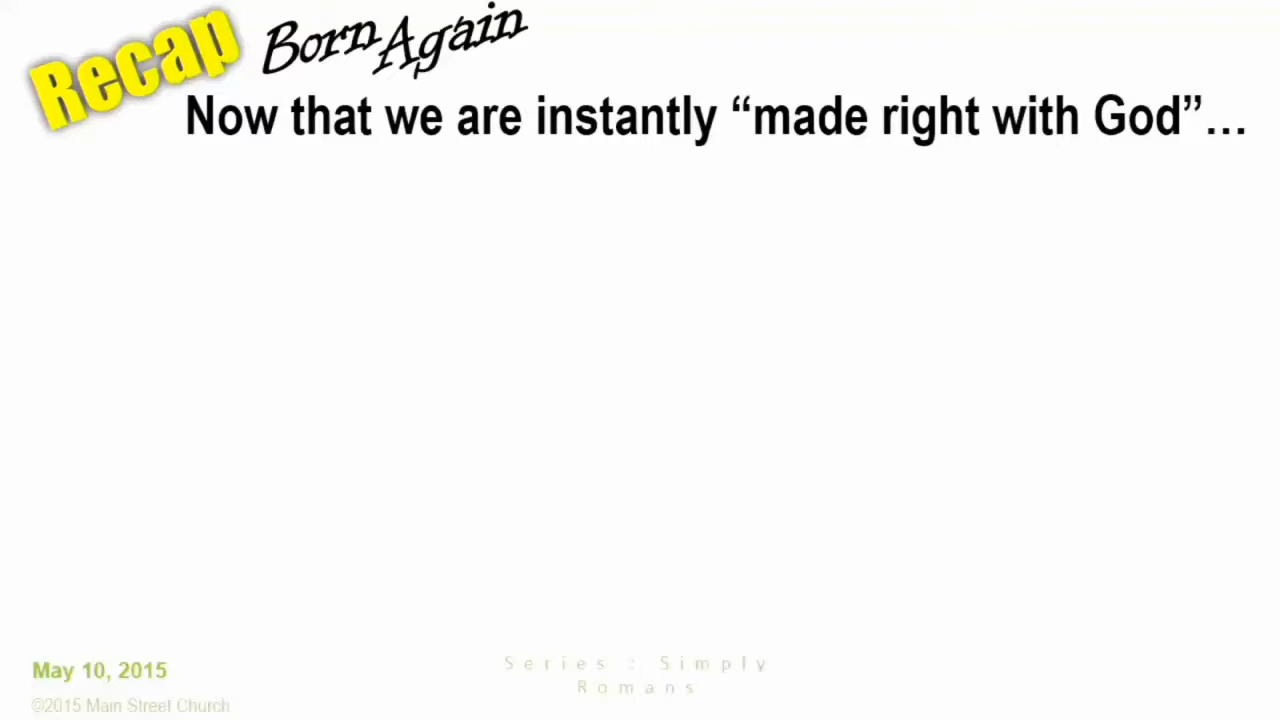 Recap Born Again
Now that we are instantly “made right with God”…
May 10, 2015
©2015 Main Street Church
Series : Simply
Romans